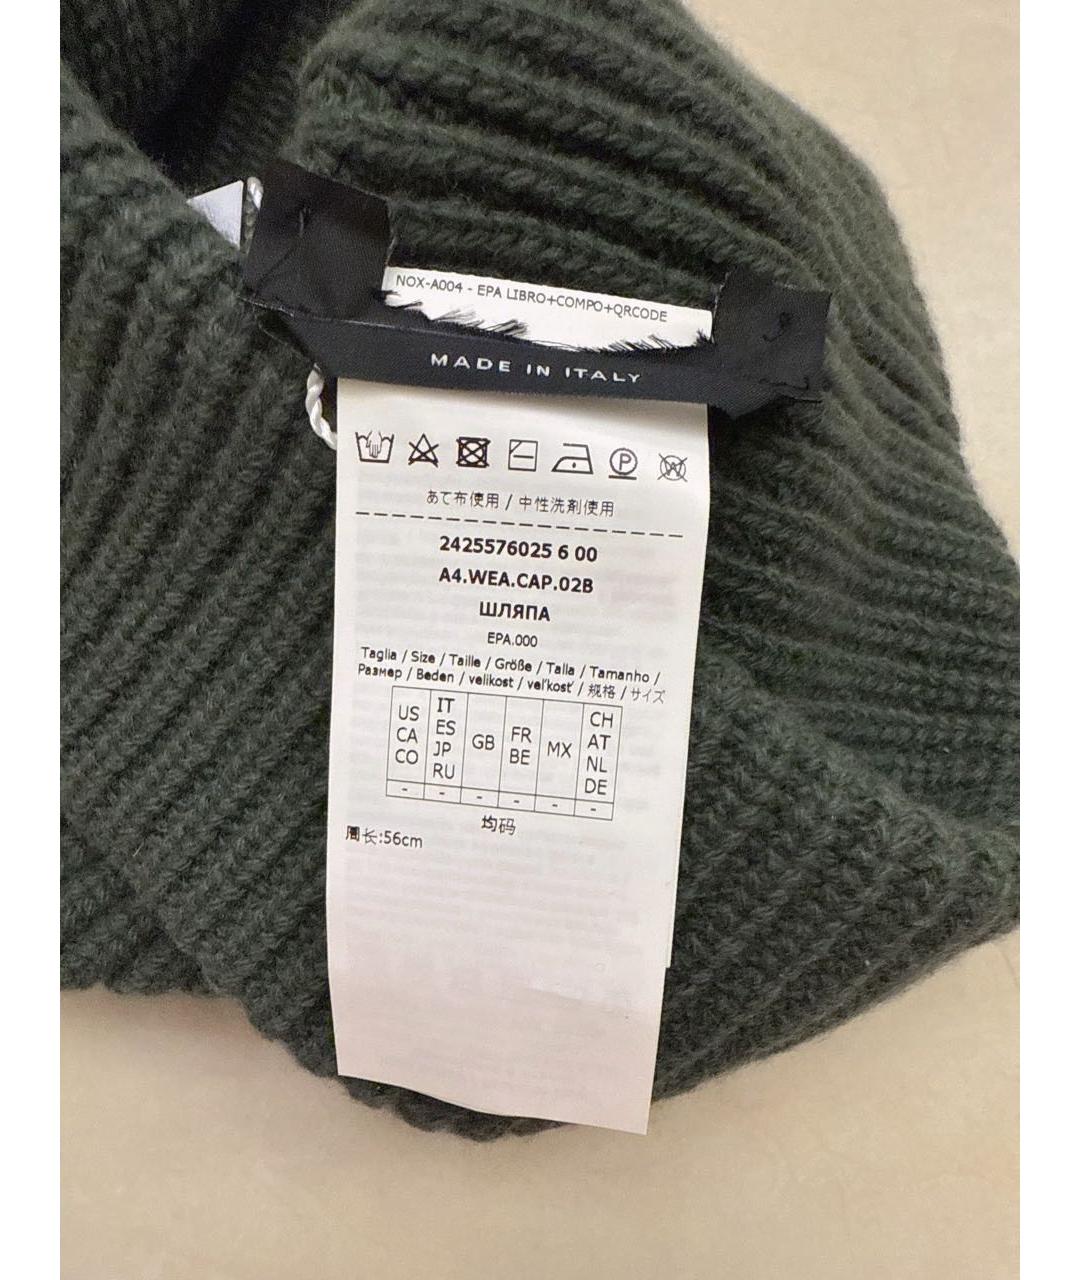 NOX-A004 - EPA LIBRO+COMPO+QRCODE
MADE IN ITALY
P
W
あて布使用 / 中性洗剤使用
2425576025 6 00
A4.WEA.CAP.02B
ШЛЯПА
EPA.000
Taglia / Size / Taille / Größe / Talla / Tamanho /
Размер / Beden / velikost / veľkosť / 规格 / サイズ
US CA CO
IT ES JP RU
GB
FR BE
MX
CH AT NL DE
- - - - - -
均码
周长:56cm